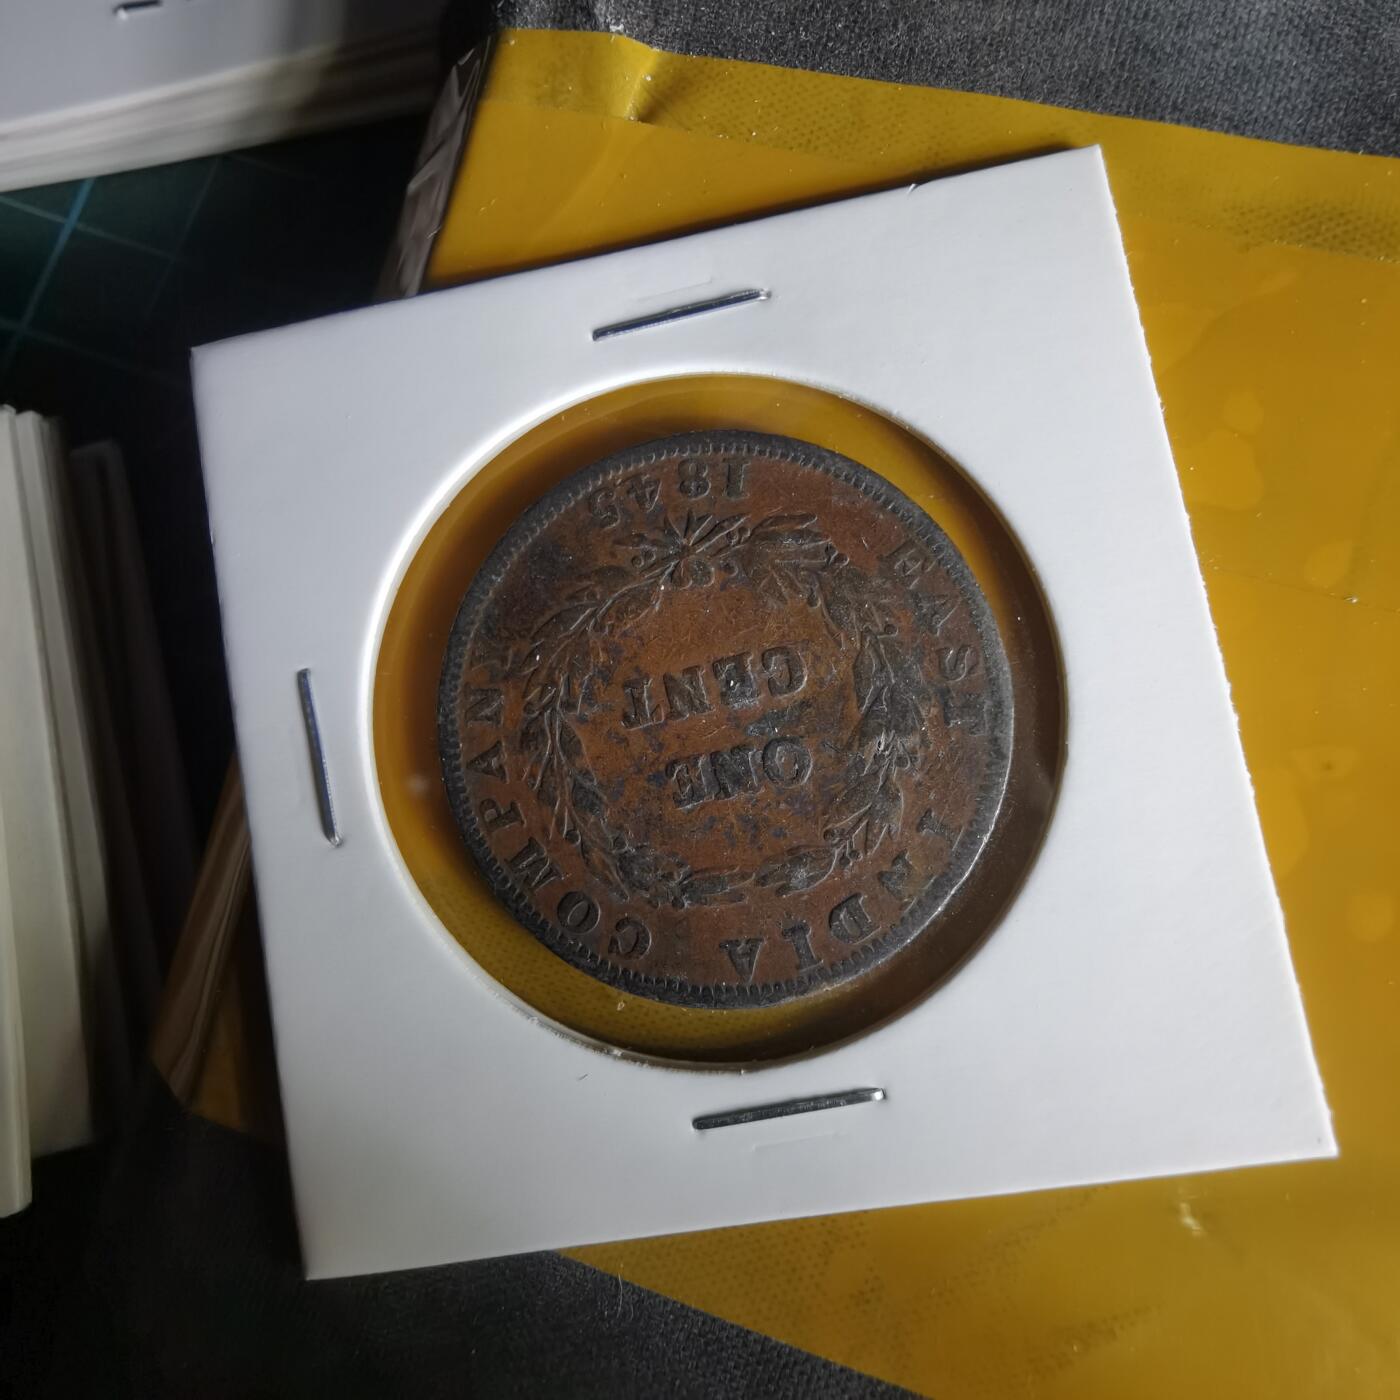 EAST INDIA COMPANY
ONE
CENT
1845